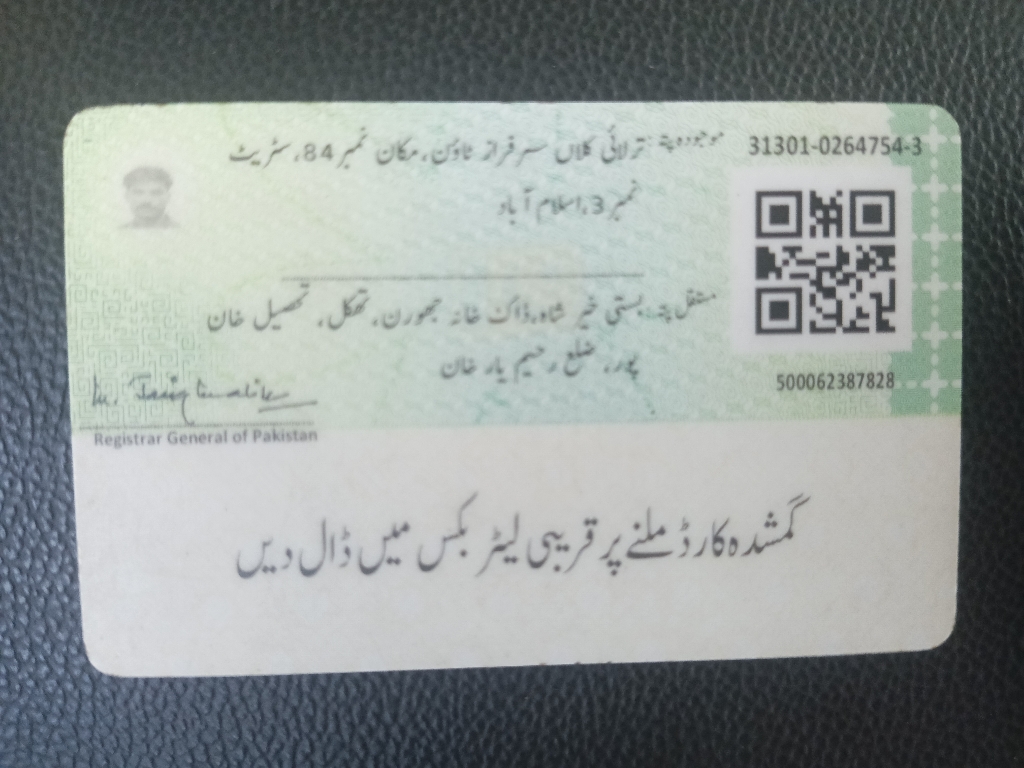 31301-0264754-3
موجودہ پتہ: ترلائی کلاں سرفراز ٹاؤن، مکان نمبر 84، سٹریٹ
نمبر 3، اسلام آباد
مستقل پتہ: بستی خیر شاہ، ڈاک خانہ جھورن، تھکل، تحصیل خان
پور، ضلع رحیم یار خان
500062387828
Registrar General of Pakistan
گمشدہ کارڈ ملنے پر قریبی لیٹر بکس میں ڈال دیں